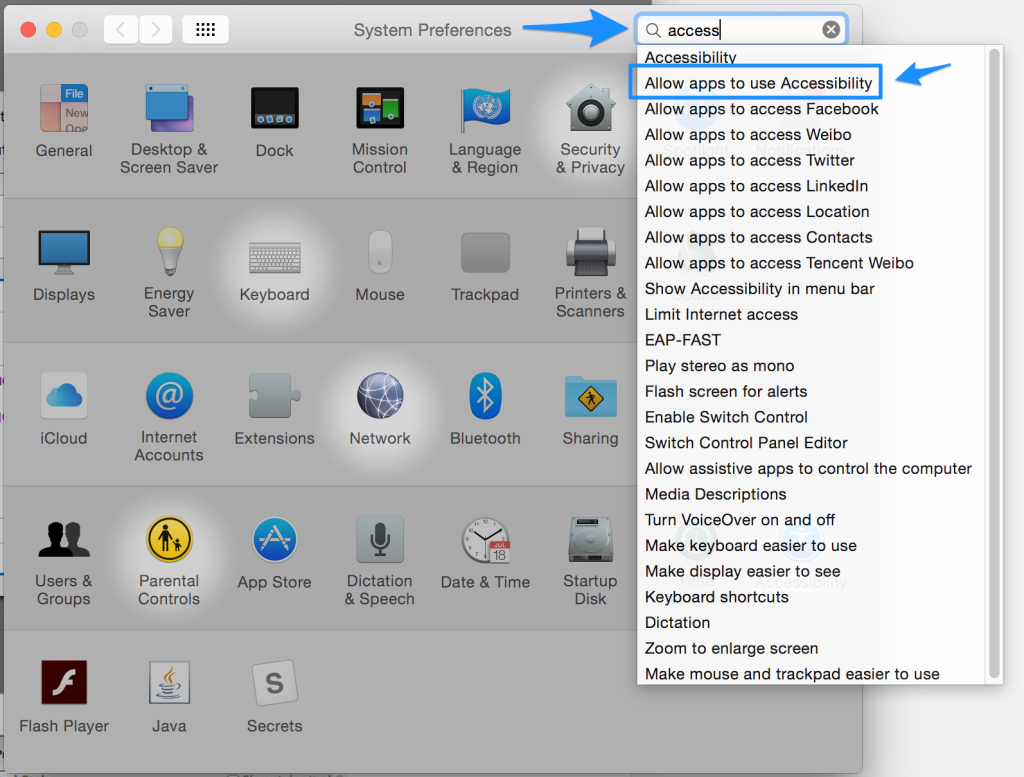 System Preferences
access
Accessibility
Allow apps to use Accessibility
Allow apps to access Facebook
Allow apps to access Weibo
Allow apps to access Twitter
Allow apps to access LinkedIn
Allow apps to access Location
Allow apps to access Contacts
Allow apps to access Tencent Weibo
Show Accessibility in menu bar
Limit Internet access
EAP-FAST
Play stereo as mono
Flash screen for alerts
Enable Switch Control
Switch Control Panel Editor
Allow assistive apps to control the computer
Media Descriptions
Turn VoiceOver on and off
Make keyboard easier to use
Make display easier to see
Keyboard shortcuts
Dictation
Zoom to enlarge screen
Make mouse and trackpad easier to use
File
New
General
Desktop &
Screen Saver
Dock
Mission
Control
Language
& Region
Security
& Privacy
Displays
Energy
Saver
Keyboard
Mouse
Trackpad
Printers &
Scanners
iCloud
@
Internet
Accounts
Extensions
Network
Bluetooth
Sharing
Users &
Groups
Parental
Controls
App Store
Dictation
& Speech
JUL
18
Date & Time
Startup
Disk
Flash Player
Java
Java
S
Secrets